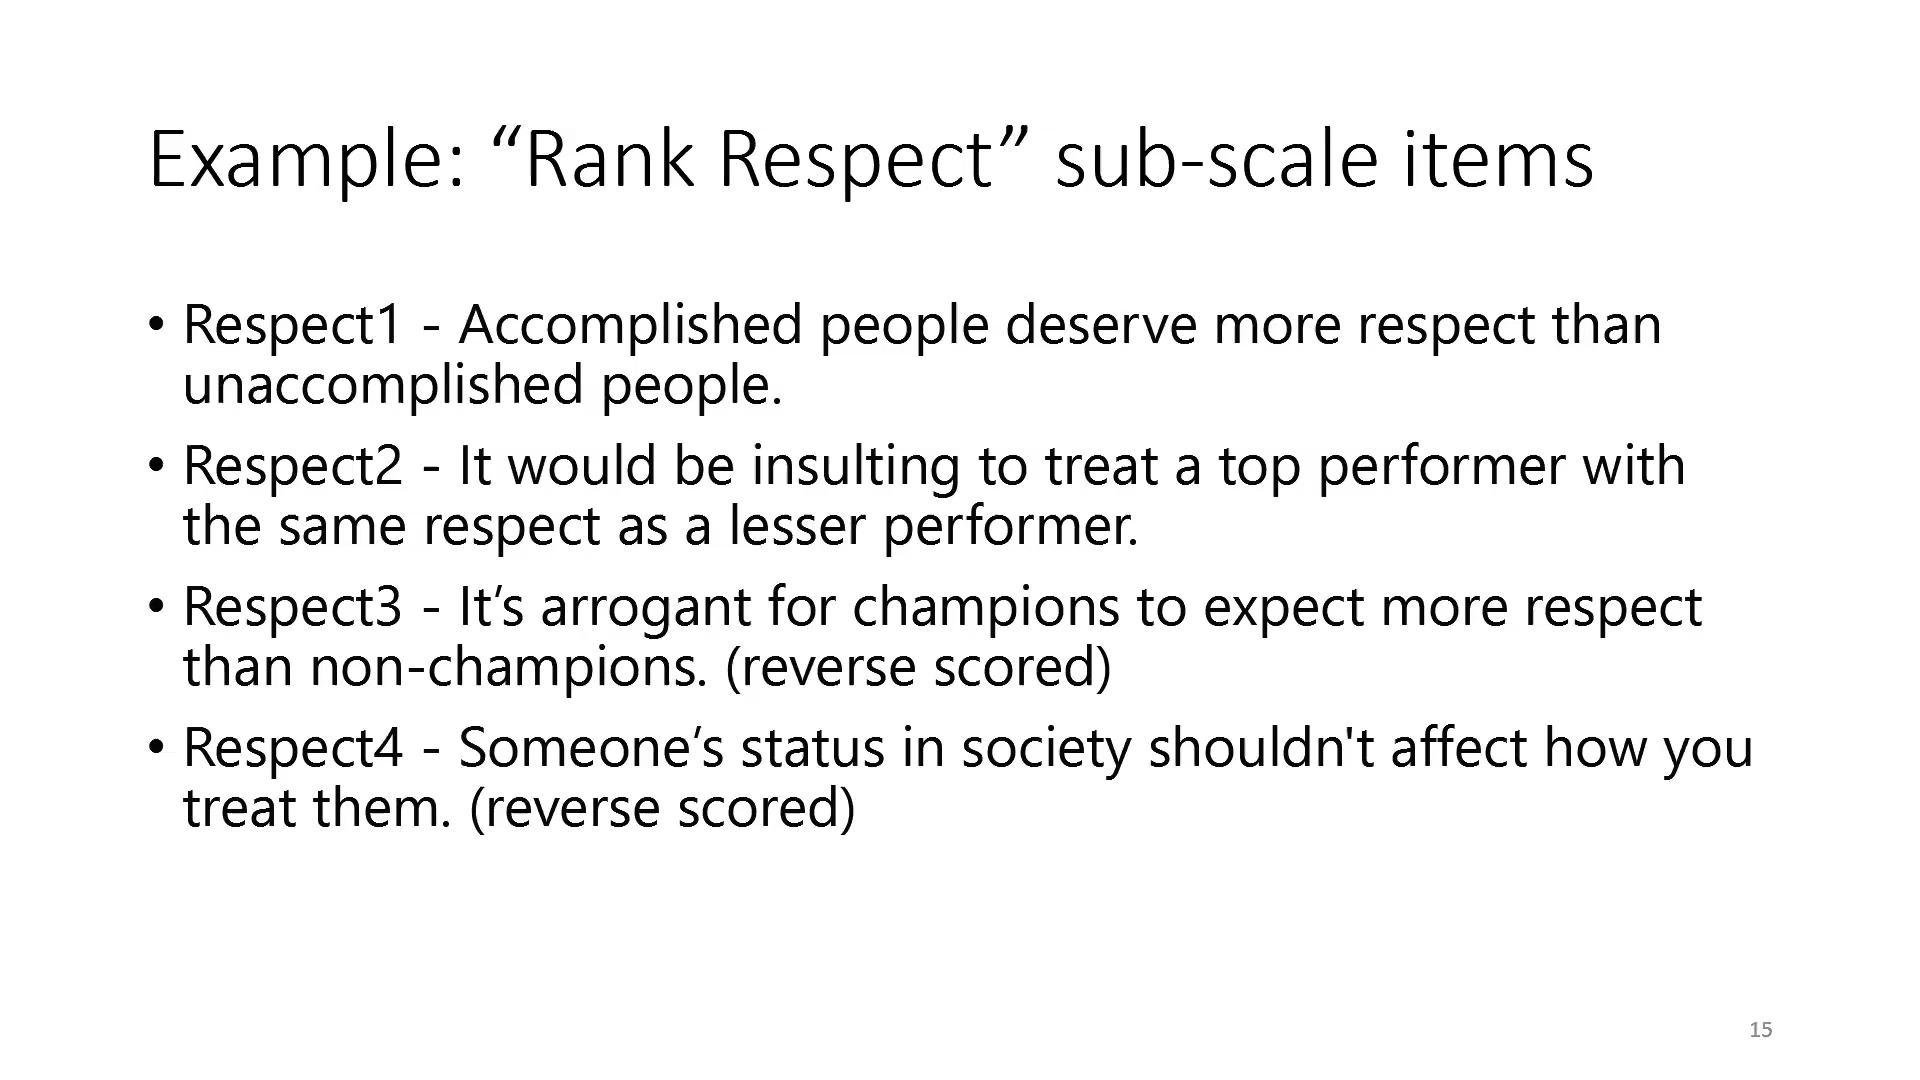 Example: “Rank Respect” sub-scale items
• Respect1 - Accomplished people deserve more respect than
unaccomplished people.
• Respect2 - It would be insulting to treat a top performer with
the same respect as a lesser performer.
• Respect3 - It’s arrogant for champions to expect more respect
than non-champions. (reverse scored)
• Respect4 - Someone’s status in society shouldn't affect how you
treat them. (reverse scored)
15